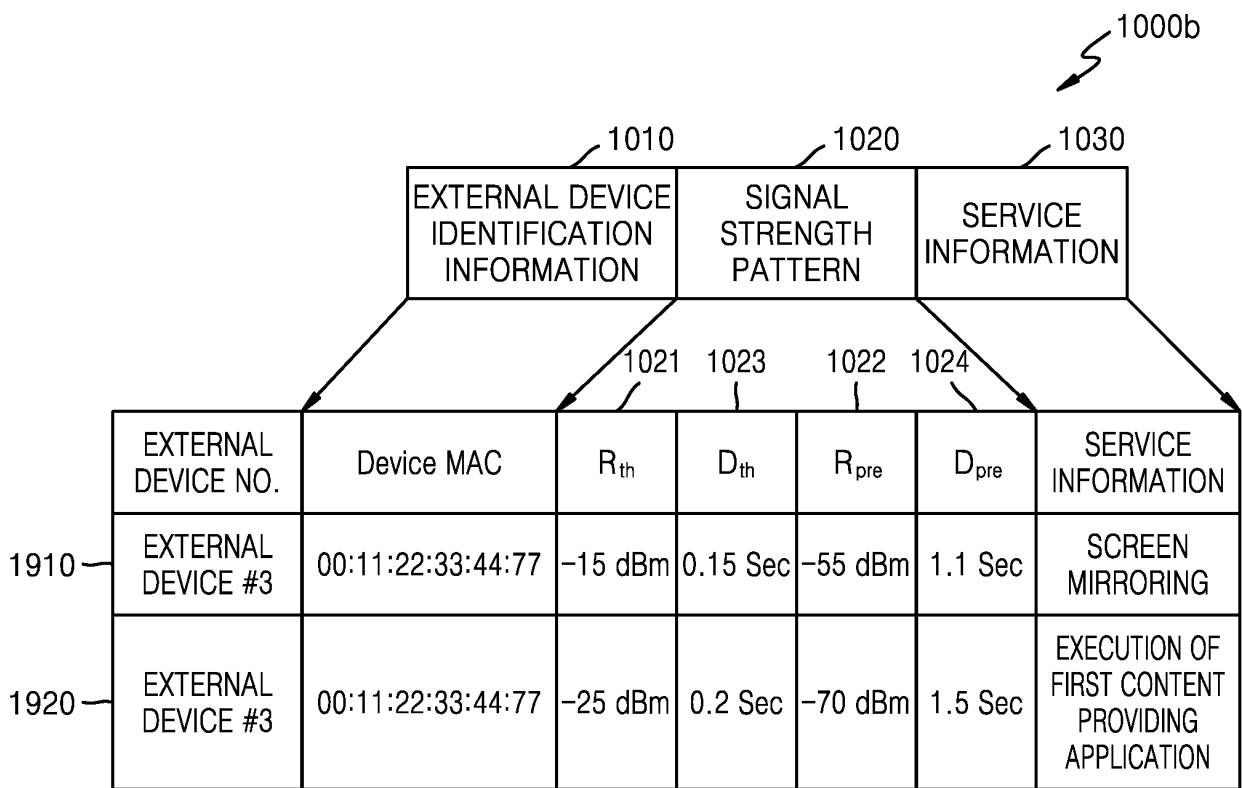 1000b
1010
1020
1030
EXTERNAL DEVICE
IDENTIFICATION
INFORMATION
SIGNAL
STRENGTH
PATTERN
SERVICE
INFORMATION
1021
1023
1022
1024
EXTERNAL
DEVICE NO.
Device MAC
Rth
Dth
Rpre
Dpre
SERVICE
INFORMATION
1910
EXTERNAL
DEVICE #3
00:11:22:33:44:77
-15 dBm
0.15 Sec
-55 dBm
1.1 Sec
SCREEN
MIRRORING
1920
EXTERNAL
DEVICE #3
00:11:22:33:44:77
-25 dBm
0.2 Sec
-70 dBm
1.5 Sec
EXECUTION OF
FIRST CONTENT
PROVIDING
APPLICATION